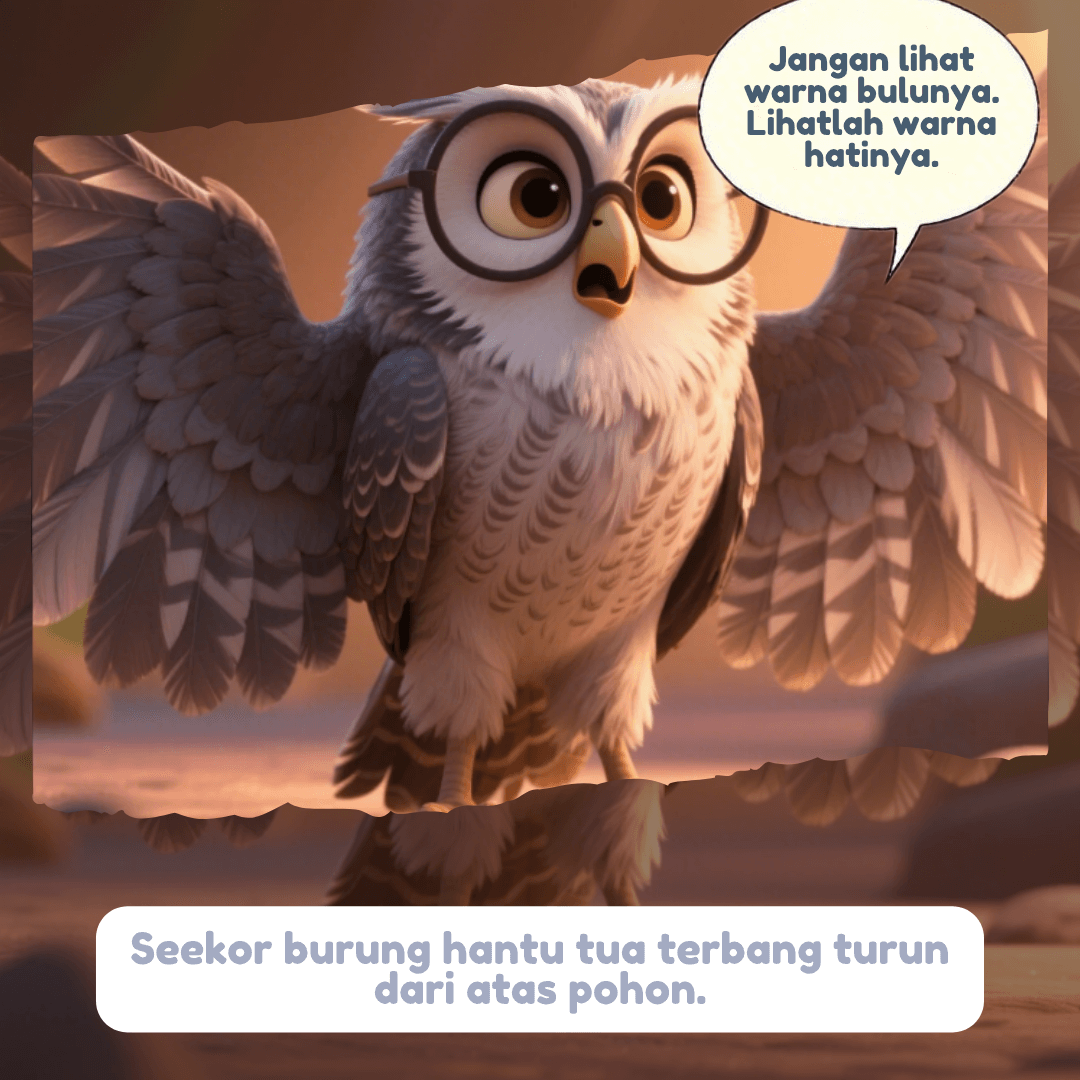 Jangan lihat
warna bulunya.
Lihatlah warna
hatinya.
Seekor burung hantu tua terbang turun
dari atas pohon.